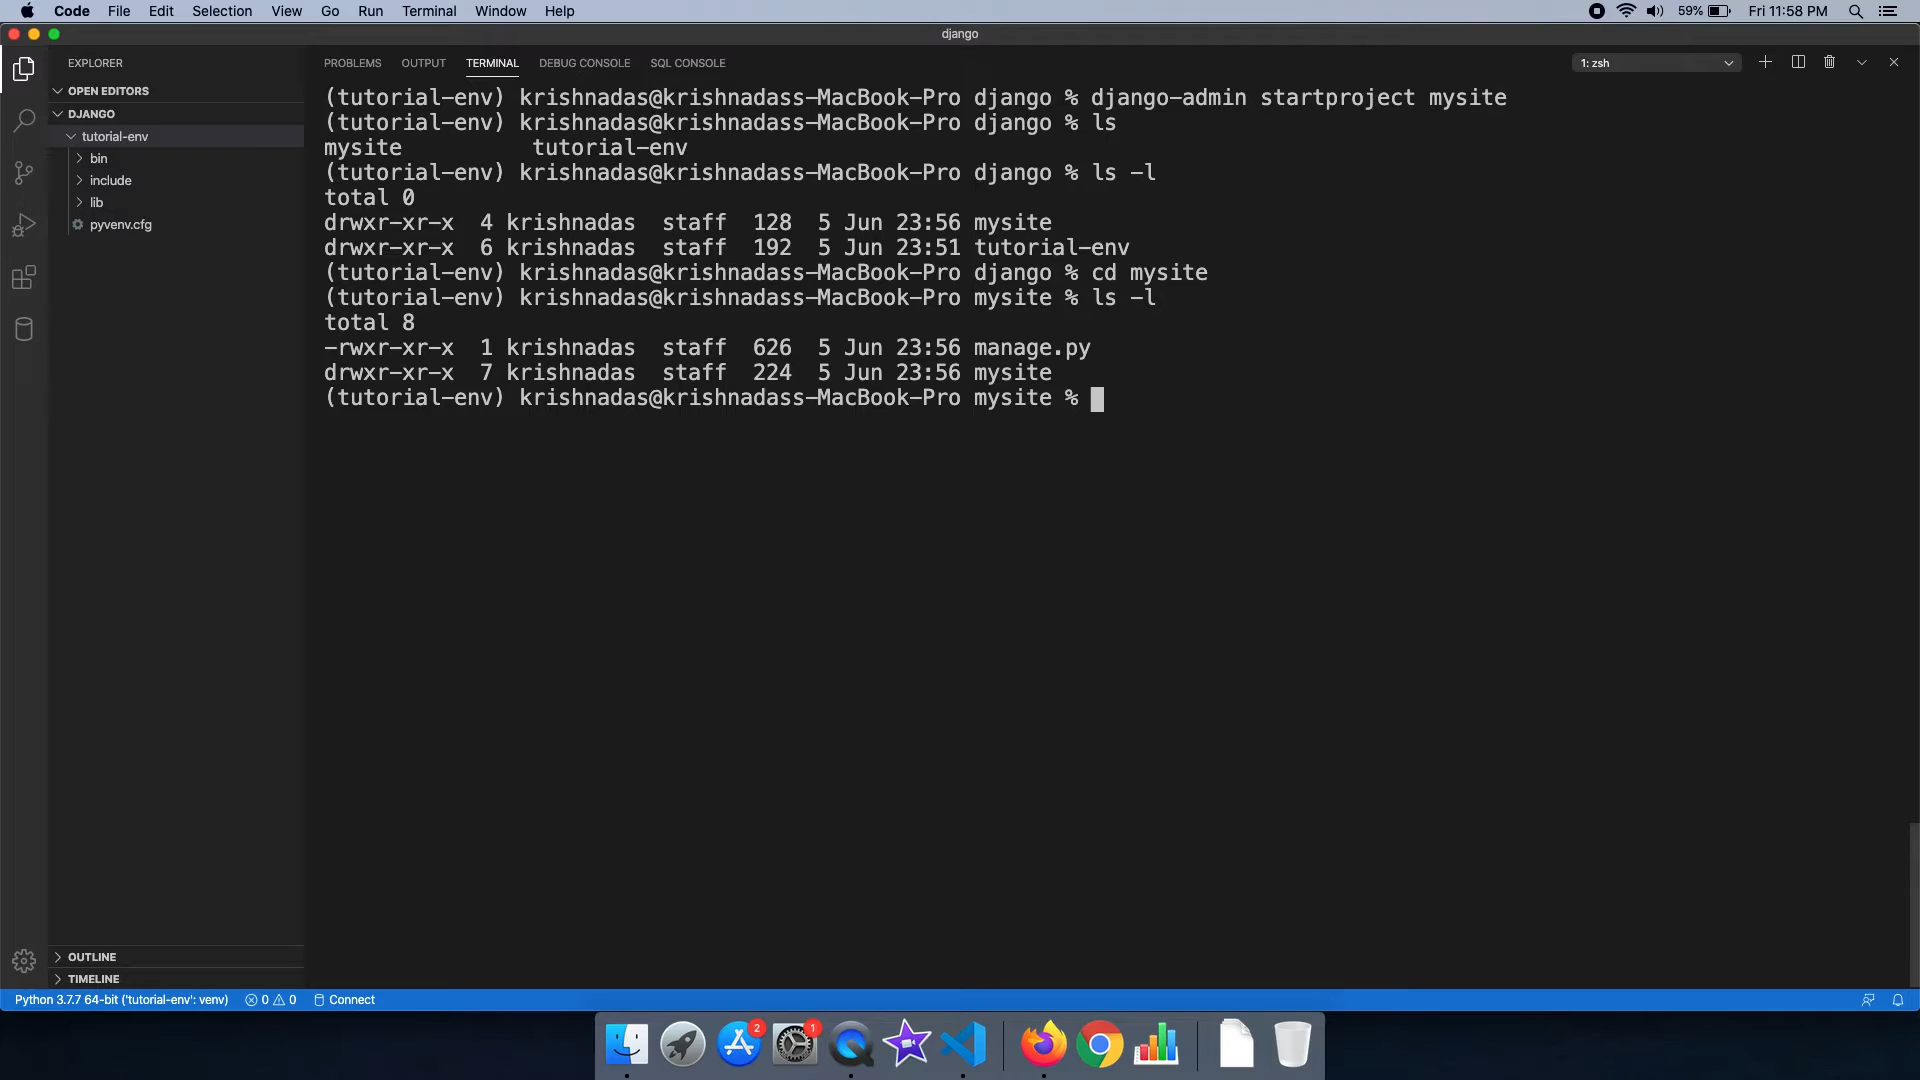 Code File Edit Selection View Go Run Terminal Window Help 59% Fri 11:58 PM
django
EXPLORER
OPEN EDITORS
DJANGO
tutorial-env
bin
include
lib
pyvenv.cfg
OUTLINE
TIMELINE
PROBLEMS OUTPUT TERMINAL DEBUG CONSOLE SQL CONSOLE 1: zsh
(tutorial-env) krishnadas@krishnadass-MacBook-Pro django % django-admin startproject mysite
(tutorial-env) krishnadas@krishnadass-MacBook-Pro django % ls
mysite tutorial-env
(tutorial-env) krishnadas@krishnadass-MacBook-Pro django % ls -l
total 0
drwxr-xr-x 4 krishnadas staff 128 5 Jun 23:56 mysite
drwxr-xr-x 6 krishnadas staff 192 5 Jun 23:51 tutorial-env
(tutorial-env) krishnadas@krishnadass-MacBook-Pro django % cd mysite
(tutorial-env) krishnadas@krishnadass-MacBook-Pro mysite % ls -l
total 8
-rwxr-xr-x 1 krishnadas staff 626 5 Jun 23:56 manage.py
drwxr-xr-x 7 krishnadas staff 224 5 Jun 23:56 mysite
(tutorial-env) krishnadas@krishnadass-MacBook-Pro mysite %
Python 3.7.7 64-bit ('tutorial-env': venv) 0 0 Connect
2 1